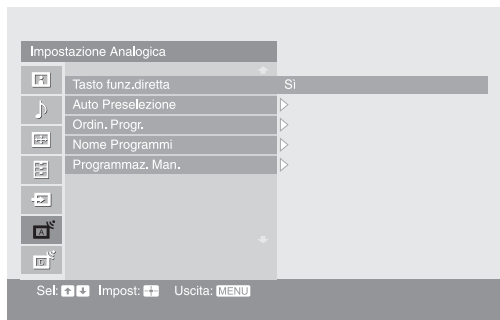 Impostazione Analogica
Tasto funz.diretta Sì
Auto Preselezione
Ordin. Progr.
Nome Programmi
Programmaz. Man.
A
Sel: Impost: Uscita: MENU